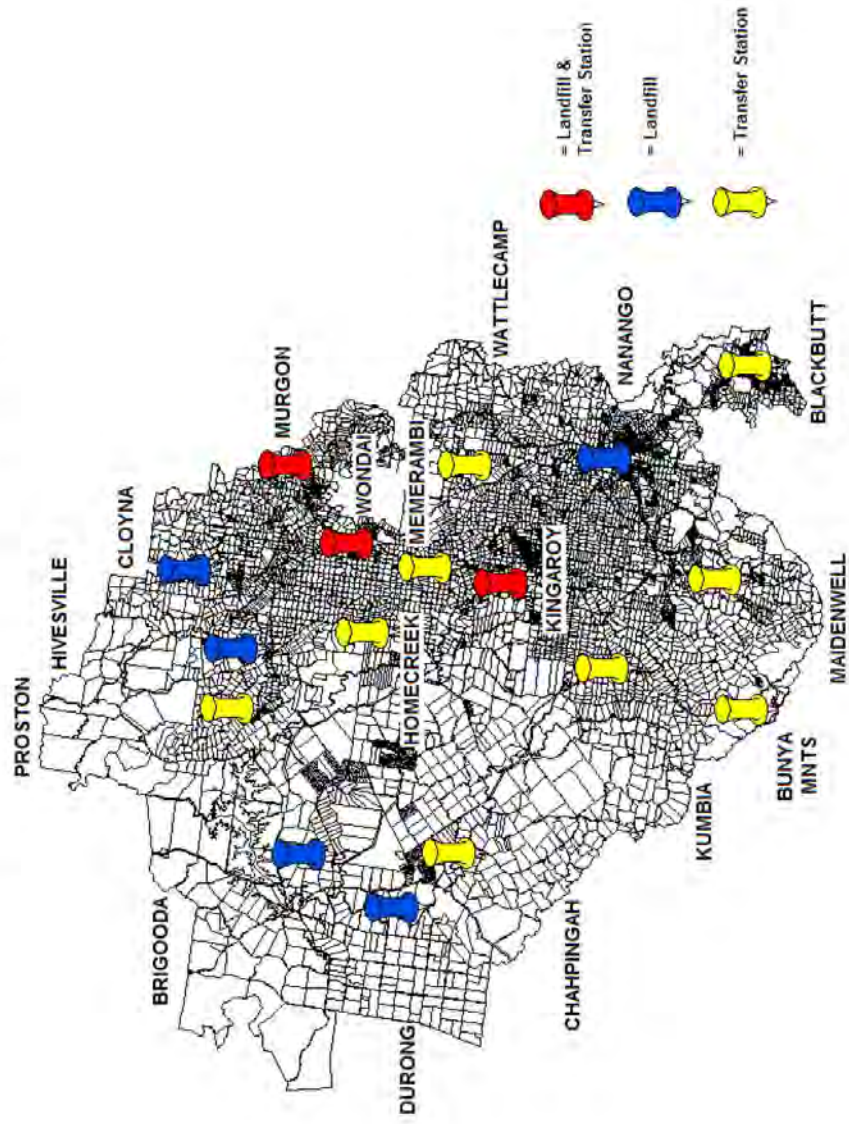 PROSTON
HIVESVILLE
CLOYNA
MURGON
BRIGOODA
WONDAI
MEMERAMBI
HOMECREEK
WATTLECAMP
DURONG
KINGAROY
NANANGO
CHAHPINGAH
KUMBIA
BUNYA
MNTS
MAIDENWELL
BLACKBUTT
= Landfill &
Transfer Station
= Landfill
= Transfer Station